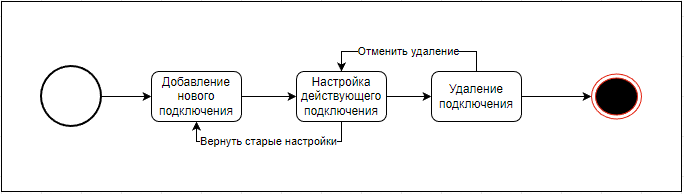 Отменить удаление
Добавление
нового
подключения
Настройка
действующего
подключения
Удаление
подключения
Вернуть старые настройки